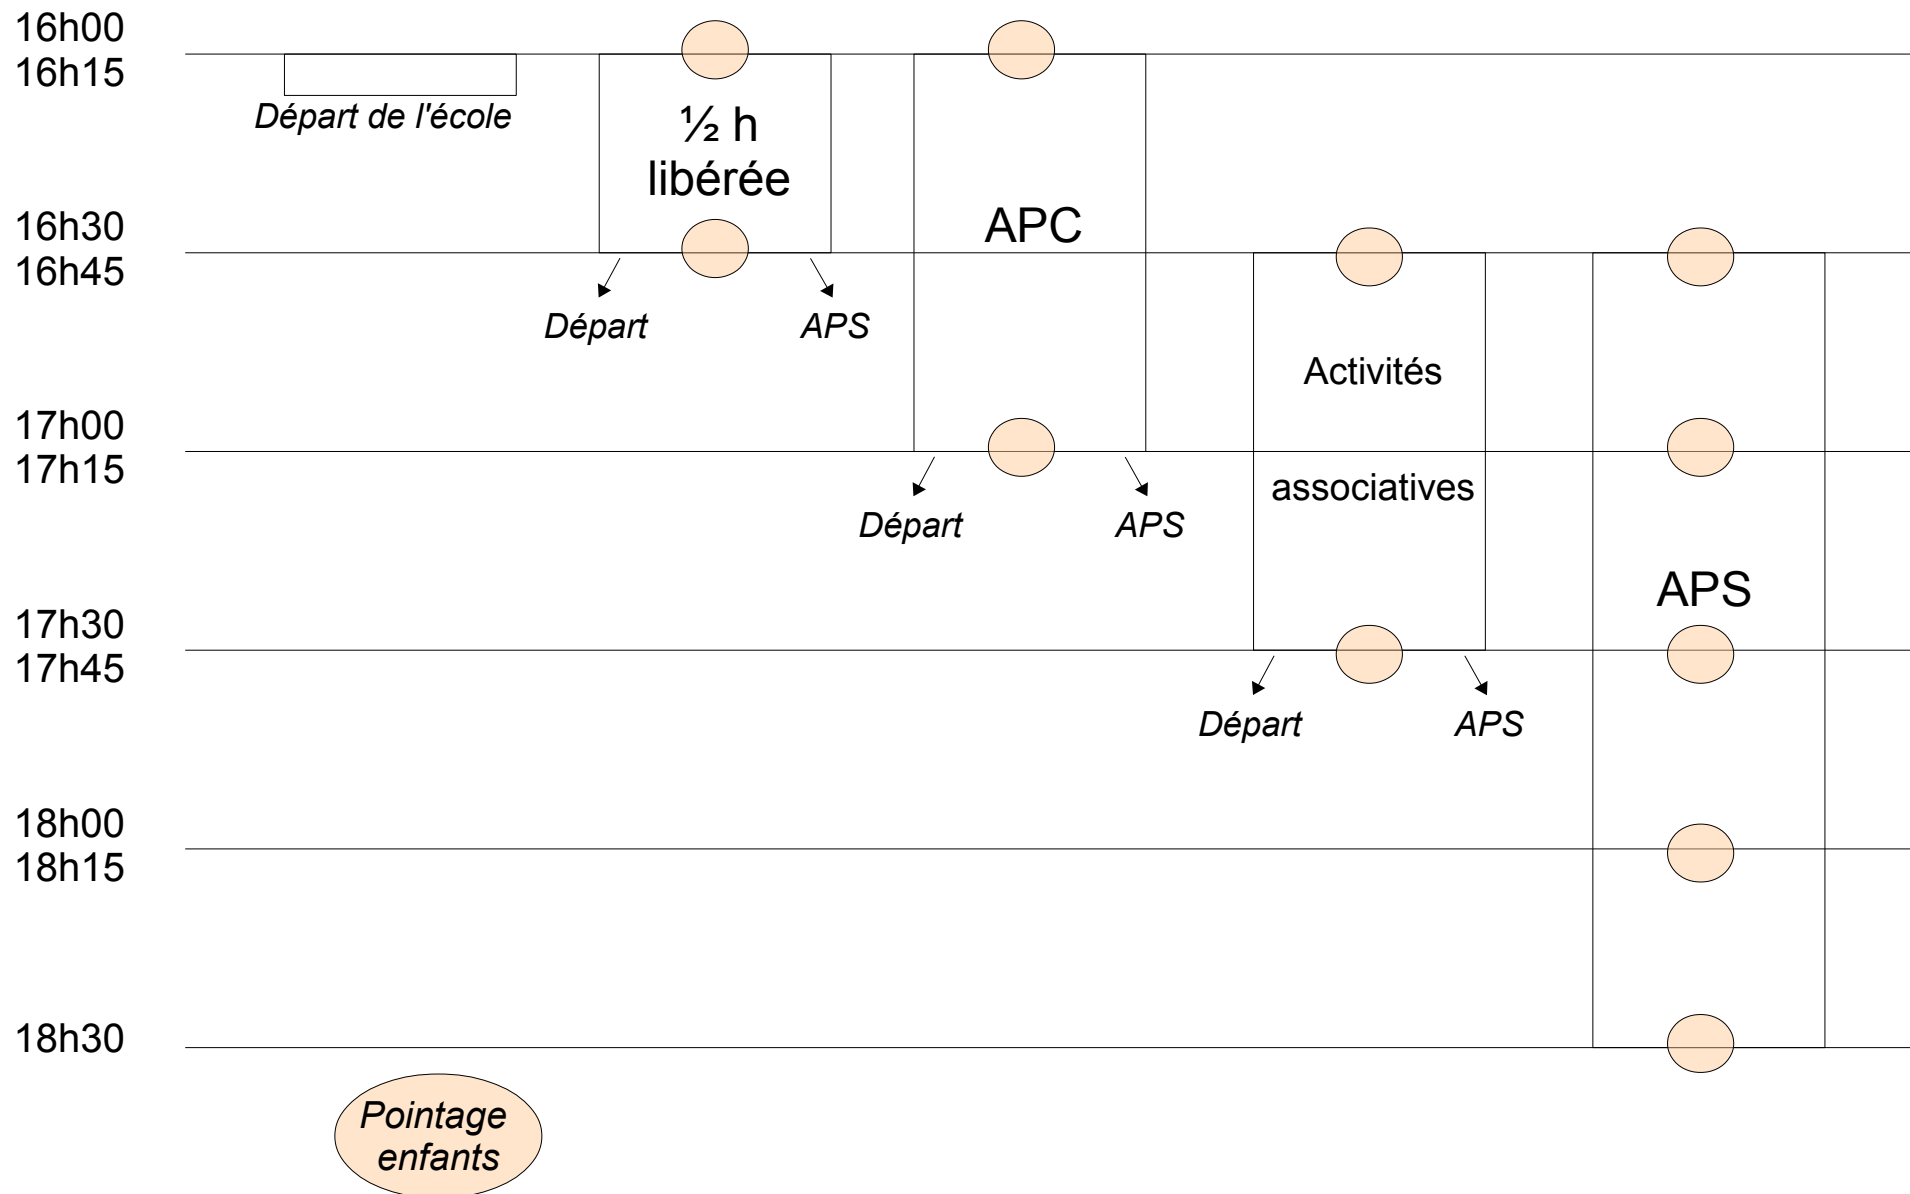 16h00
16h15
Départ de l'école
½ h
libérée
APC
16h30
16h45
Départ
APS
Activités
17h00
17h15
associatives
Départ
APS
APS
17h30
17h45
Départ
APS
18h00
18h15
18h30
Pointage
enfants